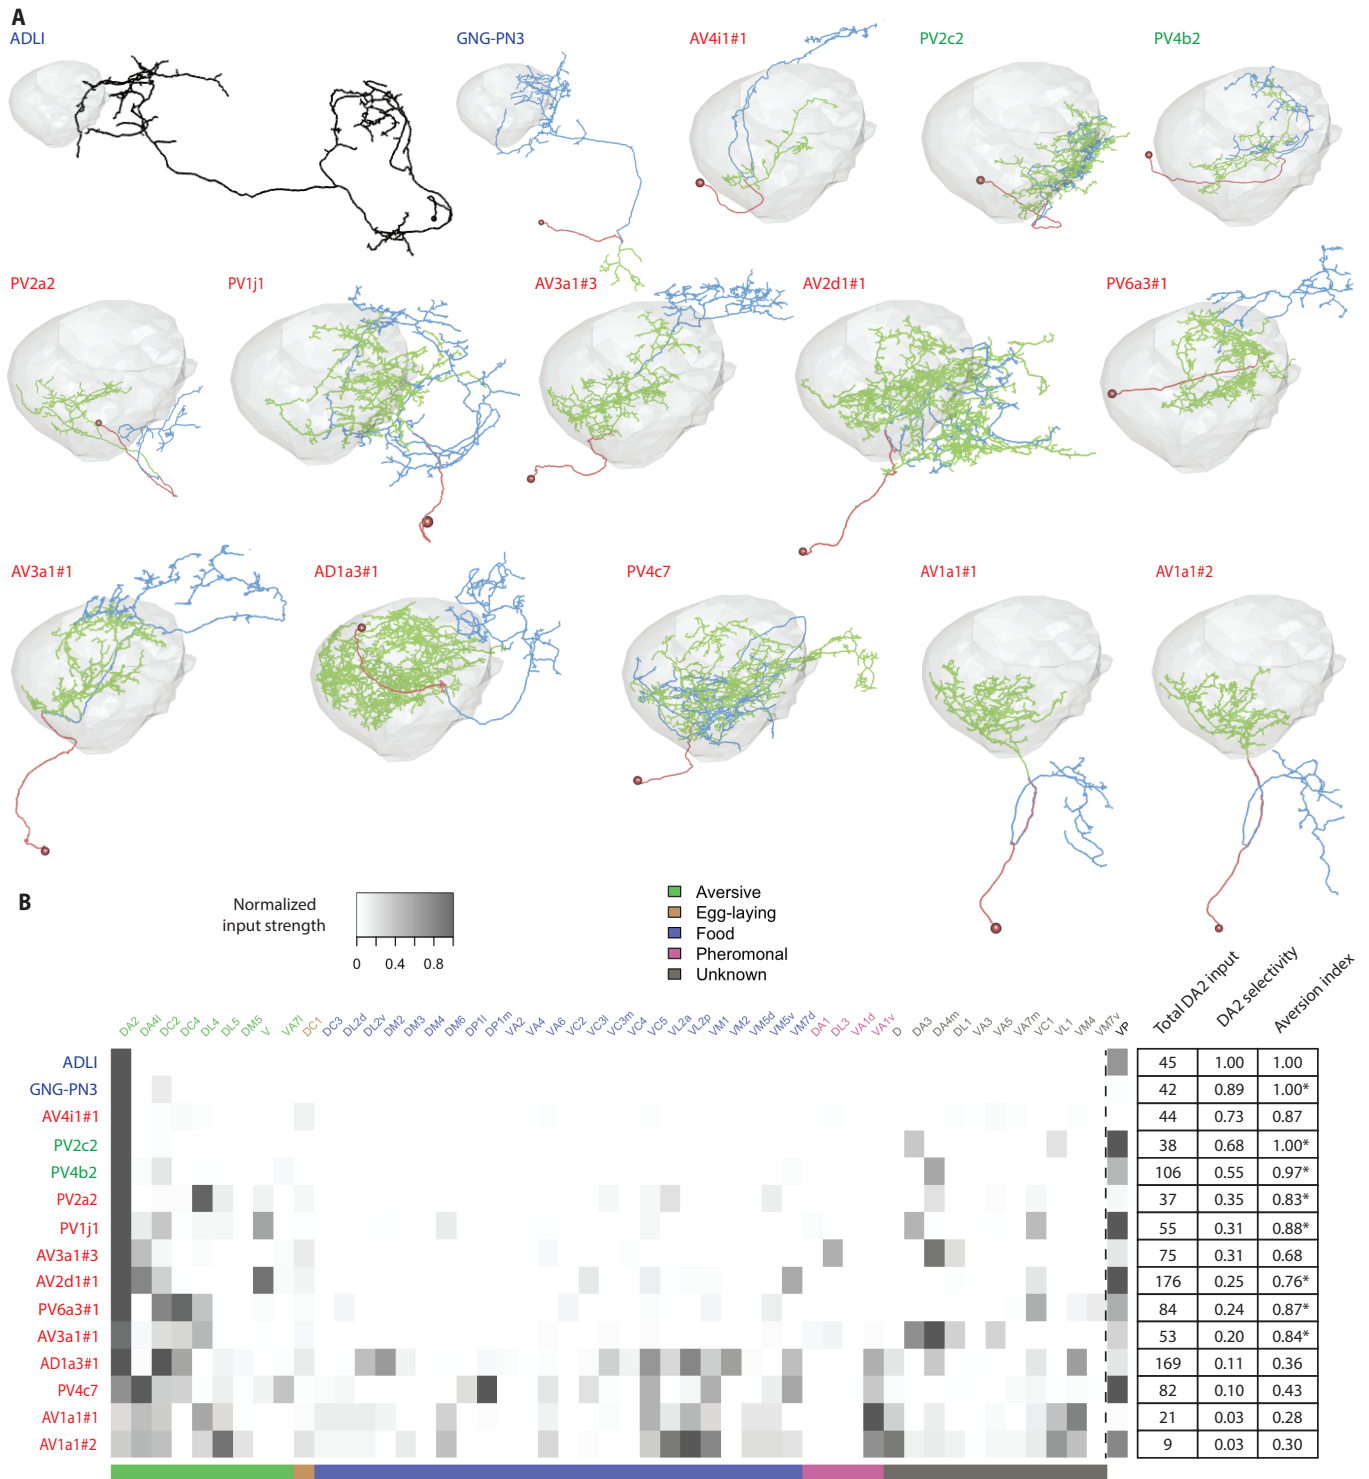 A
ADLI GNG-PN3 AV4i1#1 PV2c2 PV4b2
PV2a2 PV1j1 AV3a1#3 AV2d1#1 PV6a3#1
AV3a1#1 AD1a3#1 PV4c7 AV1a1#1 AV1a1#2
B
Normalized
input strength
0 0.4 0.8
Aversive
Egg-laying
Food
Pheromonal
Unknown
DA2 DA4l DC2 DC4 DL4 DL5 DM5 V VA7l DC1 DC3 DL2d DL2v DM2 DM3 DM4 DM6 DP1l DP1m VA2 VA4 VA6 VC2 VC3l VC3m VC4 VC5 VL2a VL2p VM1 VM2 VM5d VM5v VM7d DA1 DL3 VA1d VA1v D DA3 DA4m DL1 VA3 VA5 VA7m VC1 VL1 VM4 VM7v VP Total DA2 input DA2 selectivity Aversion index
ADLI 45 1.00 1.00
GNG-PN3 42 0.89 1.00*
AV4i1#1 44 0.73 0.87
PV2c2 38 0.68 1.00*
PV4b2 106 0.55 0.97*
PV2a2 37 0.35 0.83*
PV1j1 55 0.31 0.88*
AV3a1#3 75 0.31 0.68
AV2d1#1 176 0.25 0.76*
PV6a3#1 84 0.24 0.87*
AV3a1#1 53 0.20 0.84*
AD1a3#1 169 0.11 0.36
PV4c7 82 0.10 0.43
AV1a1#1 21 0.03 0.28
AV1a1#2 9 0.03 0.30